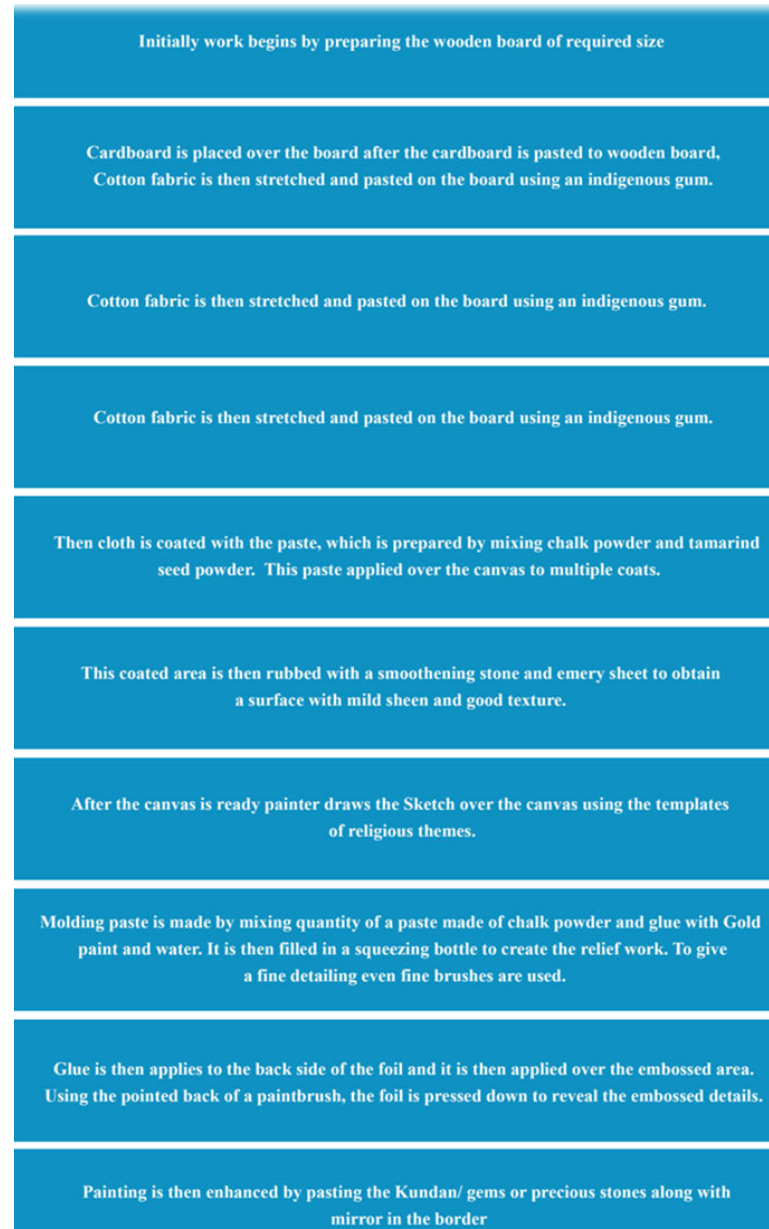 Initially work begins by preparing the wooden board of required size
Cardboard is placed over the board after the cardboard is pasted to wooden board,
Cotton fabric is then stretched and pasted on the board using an indigenous gum.
Cotton fabric is then stretched and pasted on the board using an indigenous gum.
Cotton fabric is then stretched and pasted on the board using an indigenous gum.
Then cloth is coated with the paste, which is prepared by mixing chalk powder and tamarind
seed powder.  This paste applied over the canvas to multiple coats.
This coated area is then rubbed with a smoothening stone and emery sheet to obtain
a surface with mild sheen and good texture.
After the canvas is ready painter draws the Sketch over the canvas using the templates
of religious themes.
Molding paste is made by mixing quantity of a paste made of chalk powder and glue with Gold
paint and water. It is then filled in a squeezing bottle to create the relief work. To give
a fine detailing even fine brushes are used.
Glue is then applies to the back side of the foil and it is then applied over the embossed area.
Using the pointed back of a paintbrush, the foil is pressed down to reveal the embossed details.
Painting is then enhanced by pasting the Kundan/ gems or precious stones along with
mirror in the border